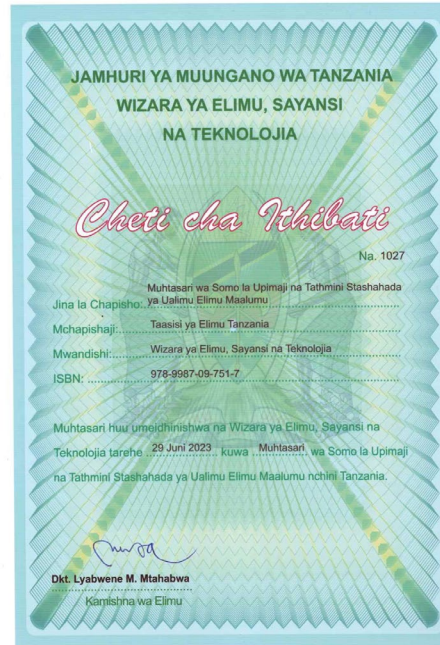 JAMHURI YA MUUNGANO WA TANZANIA
WIZARA YA ELIMU, SAYANSI
NA TEKNOLOJIA
Cheti cha Ithibati
Na. 1027
Muhtasari wa Somo la Upimaji na Tathmini Stashahada
Jina la Chapisho: ya Ualimu Elimu Maalumu
Mchapishaji: Taasisi ya Elimu Tanzania
Mwandishi: Wizara ya Elimu, Sayansi na Teknolojia
ISBN: 978-9987-09-751-7
Muhtasari huu umeidhinishwa na Wizara ya Elimu, Sayansi na
Teknolojia tarehe 29 Juni 2023 kuwa Muhtasari wa Somo la Upimaji
na Tathmini Stashahada ya Ualimu Elimu Maalumu nchini Tanzania.
Dkt. Lyabwene M. Mtahabwa
Kamishna wa Elimu